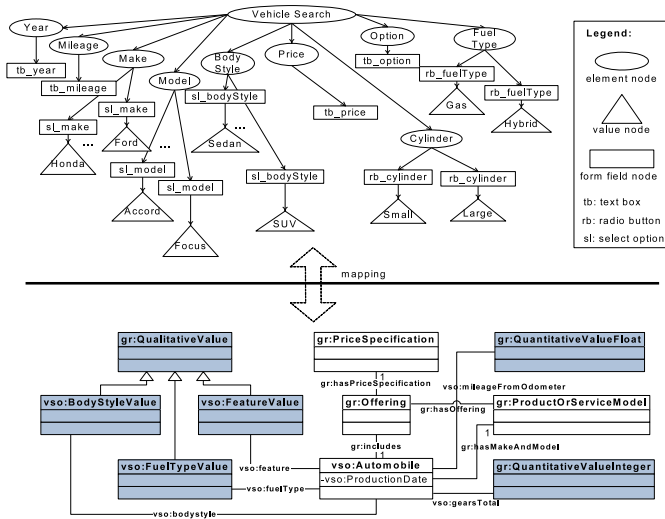 Vehicle Search
Year
Mileage
Make
Model
Body
Style
Price
Option
Fuel
Type
tb_year
tb_mileage
sl_bodyStyle
tb_option
rb_fuelType
rb_fuelType
sl_make
sl_make
...
...
...
tb_price
Gas
Hybrid
Honda
Ford
Sedan
Cylinder
sl_model
sl_model
sl_bodyStyle
rb_cylinder
rb_cylinder
Accord
Focus
SUV
Small
Large
Legend:
element node
value node
form field node
tb: text box
rb: radio button
sl: select option
mapping
gr:QualitativeValue
gr:PriceSpecification
gr:QuantitativeValueFloat
1
gr:hasPriceSpecification
vso:mileageFromOdometer
vso:BodyStyleValue
vso:FeatureValue
gr:Offering
gr:hasOffering
gr:ProductOrServiceModel
1
gr:includes
gr:hasMakeAndModel
1
vso:FuelTypeValue
vso:feature
vso:Automobile
-vso:ProductionDate
gr:QuantitativeValueInteger
vso:fuelType
vso:gearsTotal
vso:bodystyle